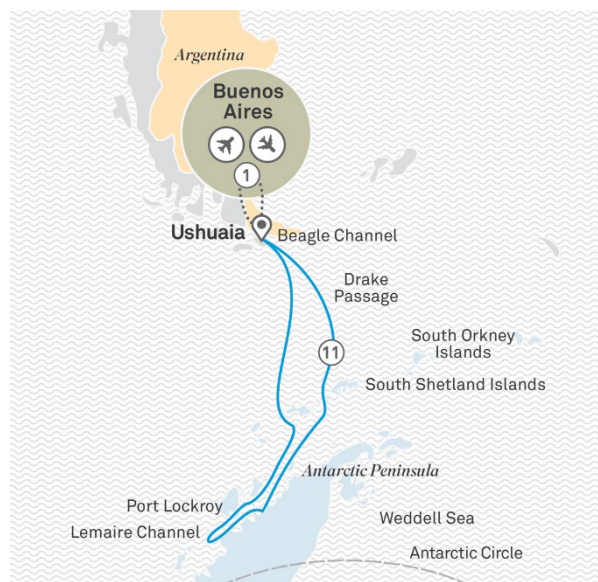 Argentina
Buenos
Aires
1
Ushuaia
Beagle Channel
Drake
Passage
11
South Orkney
Islands
South Shetland Islands
Antarctic Peninsula
Port Lockroy
Weddell Sea
Lemaire Channel
Antarctic Circle